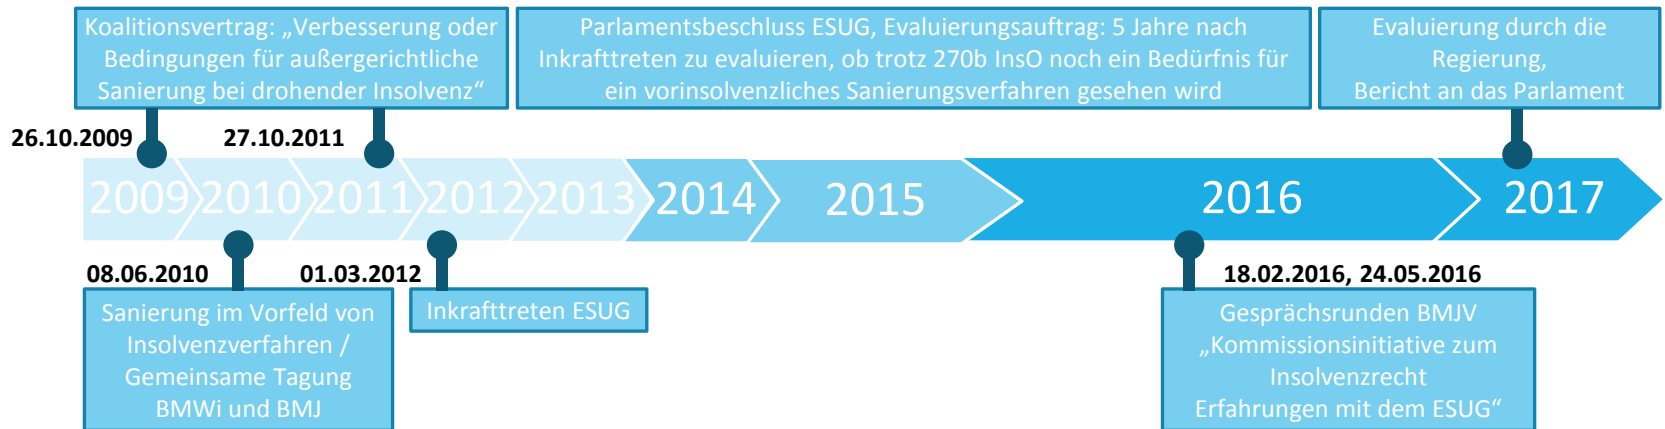 Koalitionsvertrag: „Verbesserung oder
Bedingungen für außergerichtliche
Sanierung bei drohender Insolvenz“
Parlamentsbeschluss ESUG, Evaluierungsauftrag: 5 Jahre nach
Inkrafttreten zu evaluieren, ob trotz 270b InsO noch ein Bedürfnis für
ein vorinsolvenzliches Sanierungsverfahren gesehen wird
Evaluierung durch die
Regierung,
Bericht an das Parlament
26.10.2009
27.10.2011
2009
2010
2011
2012
2013
2014
2015
2016
2017
08.06.2010
01.03.2012
18.02.2016, 24.05.2016
Sanierung im Vorfeld von
Insolvenzverfahren /
Gemeinsame Tagung
BMWi und BMJ
Inkrafttreten ESUG
Gesprächsrunden BMJV
„Kommissionsinitiative zum
Insolvenzrecht
Erfahrungen mit dem ESUG“